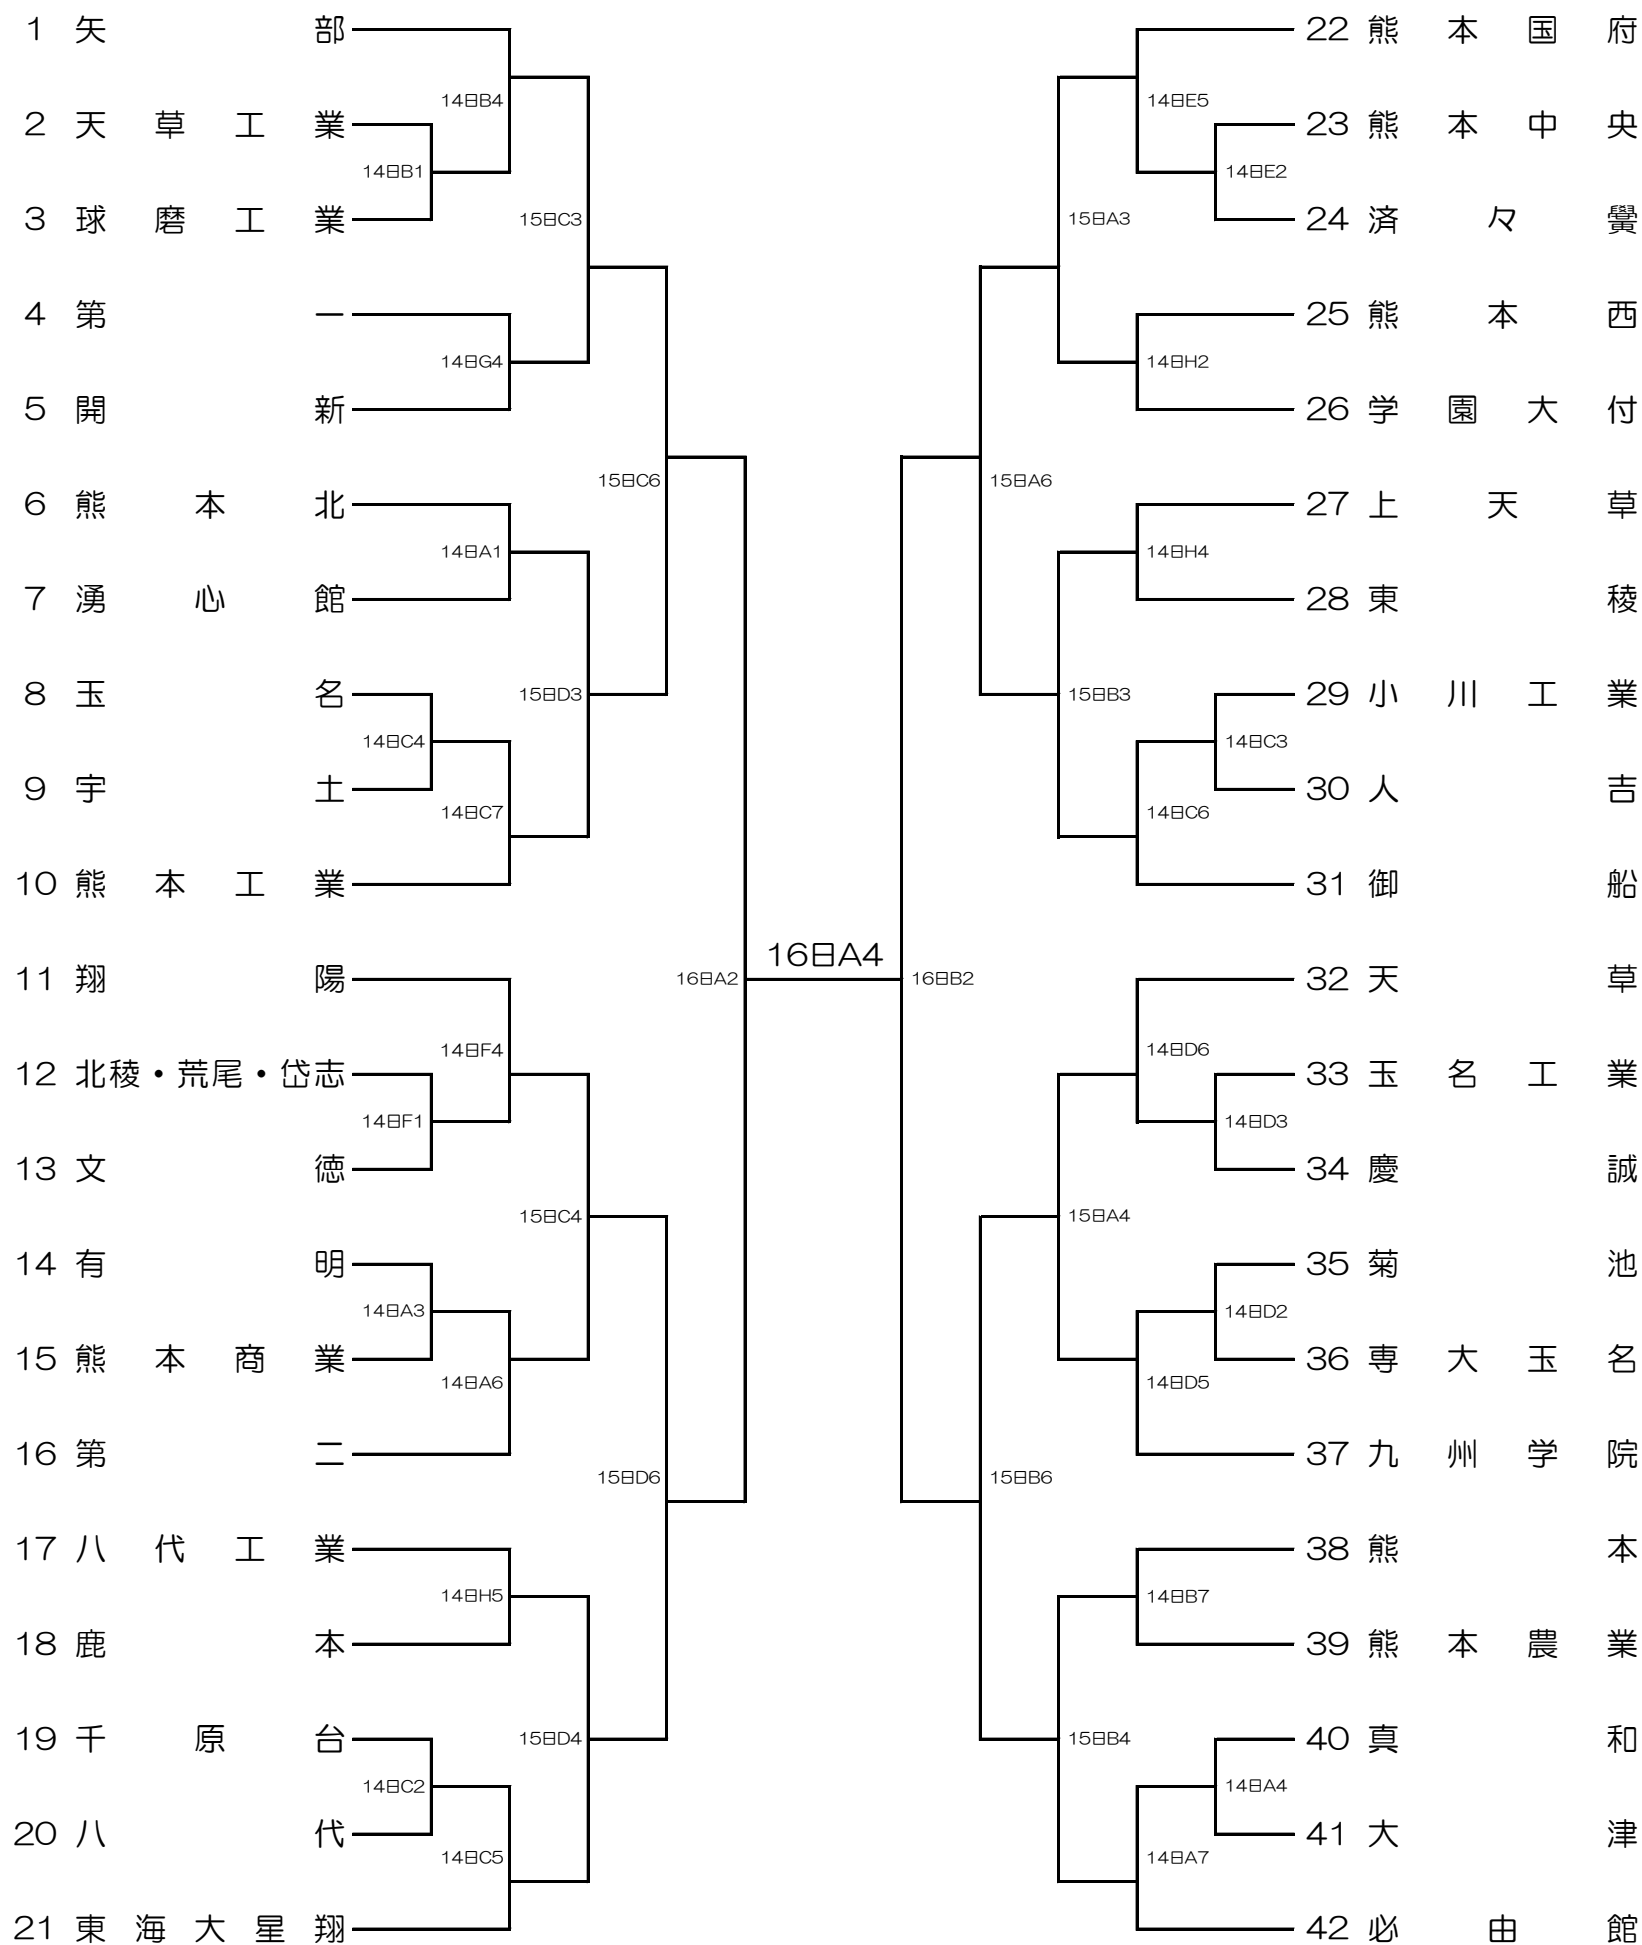 1 矢部
14日B4
2 天草工業
14日B1
3 球磨工業
15日C3
4 第一
14日G4
5 開新
15日C6
6 熊本北
14日A1
7 湧心館
8 玉名
15日D3
14日C4
9 宇土
14日C7
10 熊本工業
16日A2
11 翔陽
14日F4
12 北稜・荒尾・岱志
14日F1
13 文徳
15日C4
14 有明
14日A3
15 熊本商業
14日A6
16 第二
15日D6
17 八代工業
14日H5
18 鹿本
19 千原台
15日D4
14日C2
20 八代
14日C5
21 東海大星翔
16日A4
22 熊本国府
14日E5
23 熊本中央
14日E2
24 済々黌
15日A3
25 熊本西
14日H2
26 学園大付
15日A6
27 上天草
14日H4
28 東稜
29 小川工業
15日B3
14日C3
30 人吉
14日C6
31 御船
16日B2
32 天草
14日D6
33 玉名工業
14日D3
34 慶誠
15日A4
35 菊池
14日D2
36 専大玉名
14日D5
37 九州学院
15日B6
38 熊本
14日B7
39 熊本農業
40 真和
15日B4
14日A4
41 大津
14日A7
42 必由館